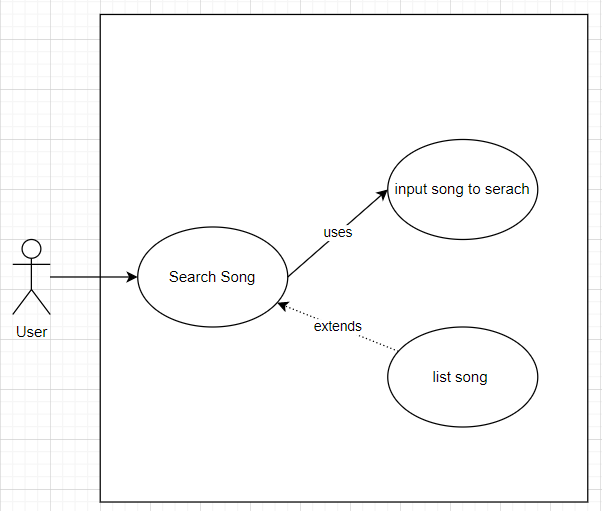 input song to serach
uses
Search Song
extends
User
list song